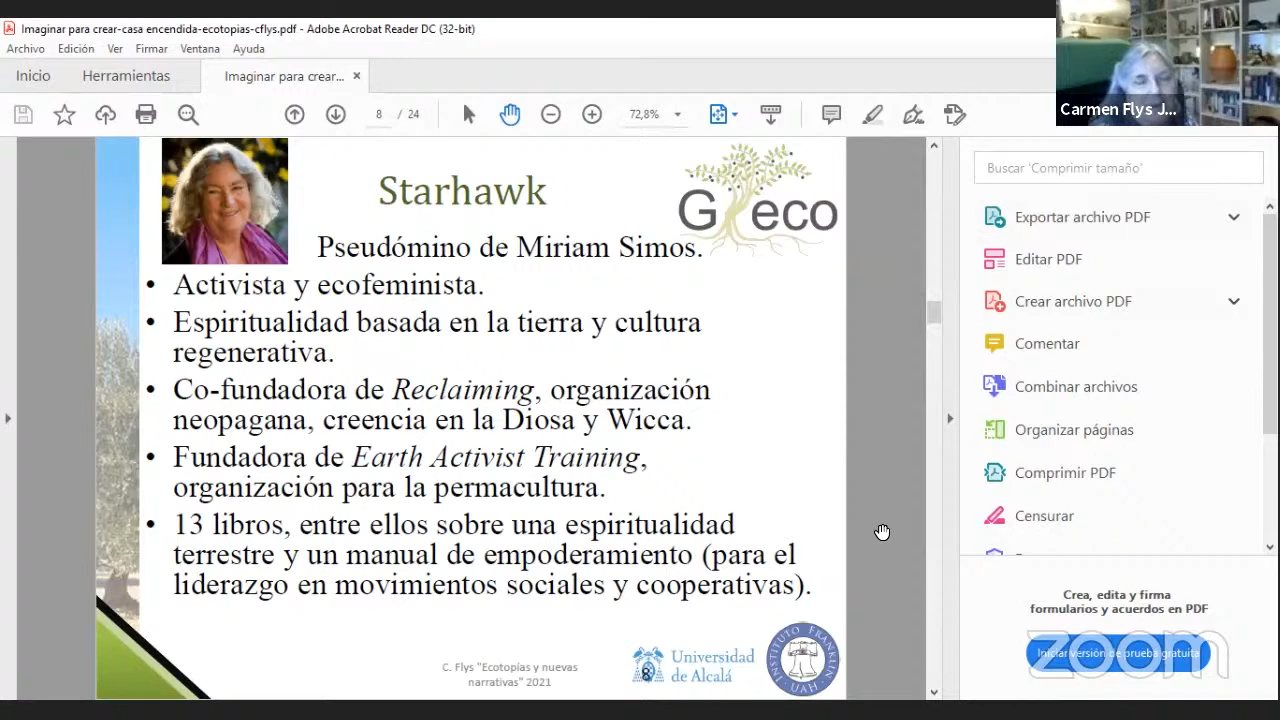 Imaginar para crear-casa encendida-ecotopias-cflys.pdf - Adobe Acrobat Reader DC (32-bit)
Archivo Edición Ver Firmar Ventana Ayuda
Inicio Herramientas Imaginar para crear... ×
8 / 24 72,8%
Carmen Flys J...
Starhawk
G eco
Pseudómino de Miriam Simos.
• Activista y ecofeminista.
• Espiritualidad basada en la tierra y cultura
regenerativa.
• Co-fundadora de Reclaiming, organización
neopagana, creencia en la Diosa y Wicca.
• Fundadora de Earth Activist Training,
organización para la permacultura.
• 13 libros, entre ellos sobre una espiritualidad
terrestre y un manual de empoderamiento (para el
liderazgo en movimientos sociales y cooperativas).
C. Flys "Ecotopías y nuevas
narrativas" 2021
8
Universidad
de Alcalá
INSTITUTO FRANKLIN
UAH
Buscar 'Comprimir tamaño'
Exportar archivo PDF
Editar PDF
Crear archivo PDF
Comentar
Combinar archivos
Organizar páginas
Comprimir PDF
Censurar
Crea, edita y firma
formularios y acuerdos en PDF
Iniciar versión de prueba gratuita
zoom